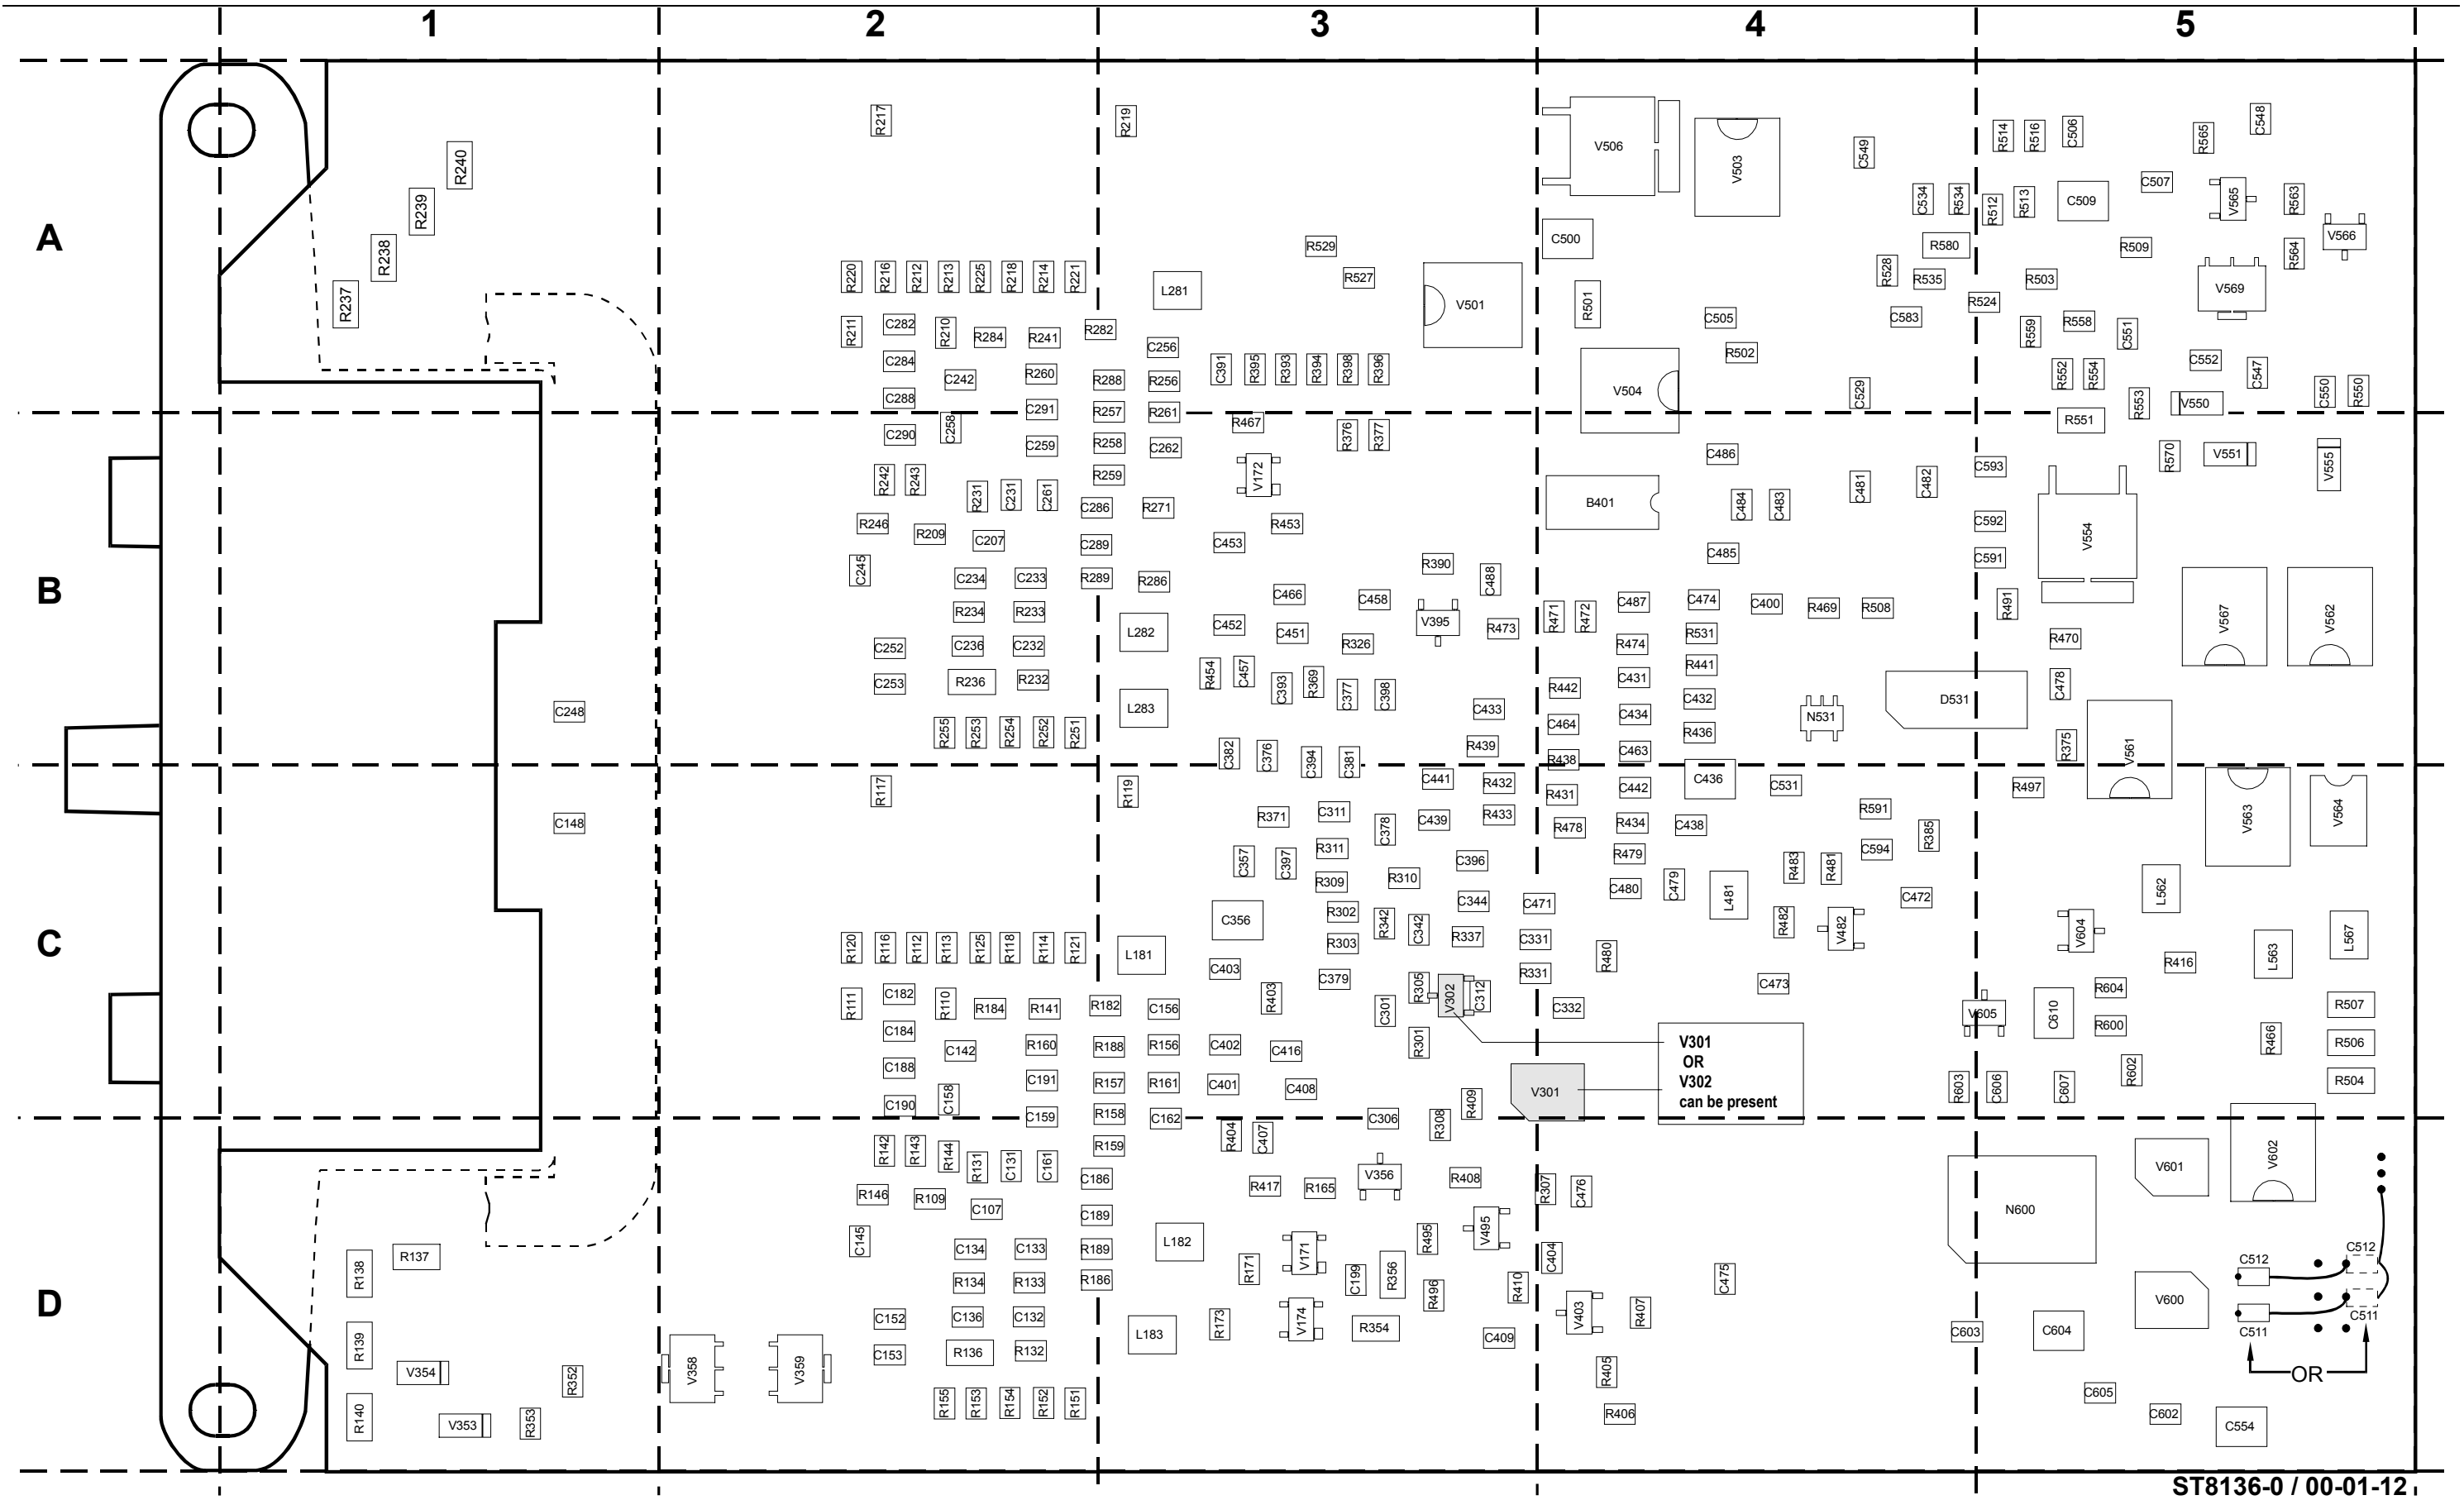 1 2 3 4 5
A
B
C
D
R217
R219
R240
R239
R238
R237
V506
V503
C549
R514 R516 C506
R565
C548
C534 R534 R512 R513
C509
C507
V565
R563
V566
C500
R529
R580
R509
R564
R220 R216 R212 R213 R225 R218 R214 R221
L281
R527
V501
R501
R528
R535
R503
V569
R211
C282
R210
R284
R241
R282
C505
C583
R524
R559
R558
C551
C256
R502
C284
C391 R395 R393 R394 R398 R396
C242
R260
R288
R256
V504
C529
R552 R554
C552
C547
C288
C291
R257
R261
R553
V550
C550 R550
C290
C258
C259
R258
C262
R467
R376 R377
R551
V172
R259
C486
C593
R570
V551
V555
R242 R243
R231 C231 C261
C286
R271
B401
C484 C483
C481
C482
R246
R209
C207
C289
C453
R453
C485
C592
V554
C591
C245
C234 C233
R289
R286
R390
C488
R234 R233
C466
C458
V395
R473
R471 R472
C487
C474
C400
R469
R508
R491
V567
V562
C252
C236 C232
L282
C452
C451
R326
R474
R531
R470
C253
R236 R232
R454 C457
C393 R369
C377 C398
R442
C431
R441
C432
D531
C478
C248
L283
C433
C464
C434
R436
N531
R255 R253 R254 R252 R251
C382 C376
C394 C381
R439
R438
C463
R375
V561
R117
R119
C441
R432
R431
C442
C436
C531
R497
V563
V564
C148
R371
C311
C378
C439
R433
R478
R434
C438
R591
R385
R311
C357 C397
C396
R479
C594
R309
R310
C480
C479
L481
R483 R481
C472
L562
C356
R302
R342 C342
C344
C471
R482
V482
V604
L567
R120 R116 R112 R113 R125 R118 R114 R121
L181
R303
R337
C331
R480
R416
L563
C403
C379
R305
V302
C312
R331
C473
R604
R111
C182
R110
R184
R141
R182
C156
R403
C301
C332
V605
C610
R507
C184
R301
R600
R466
C142
R160
R188
R156
C402
C416
V301
OR
V302
can be present
R506
C188
C191
R157
R161
C401
C408
V301
R602
R504
C190
C158
C159
R158
C162
C306
R308
R409
R603 C606
C607
R142 R143
R144
R131 C131 C161
R159
R404 C407
V356
R408
V601
V602
R146
R109
C107
C186
R417
R165
R307
C476
N600
C189
C145
C134 C133
R189
L182
V171
R495
V495
C404
R137
R138
R134 R133
R186
R171
C199
R356
R496
R410
C475
C512
C512
V600
C152
C136 C132
L183
R173
V174
R354
C409
V403
R407
C603
C604
C511
C511
R139
C153
R136 R132
V354
R352
V358
V359
R405
OR
R140
V353
R353
R155 R153 R154 R152 R151
R406
C605
C602
C554
ST8136-0 / 00-01-12